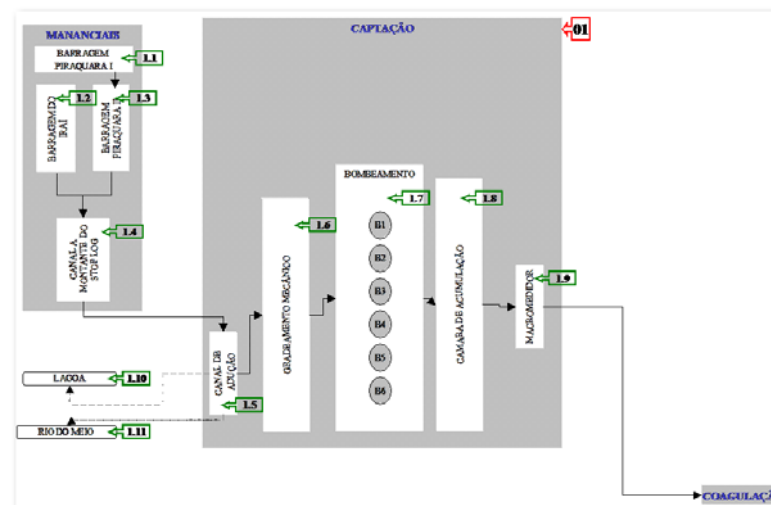 MANANCIAIS
BARRAGEM
PIRAQUARA I
1.1
BARRAGEM DO
IRAÍ
1.2
BARRAGEM
PIRAQUARA II
1.3
CANAL A
MONTANTE DO
STOP LOG
1.4
CAPTAÇÃO
01
CANAL DE
ADUÇÃO
1.5
GRADEAMENTO MECÂNICO
1.6
BOMBEAMENTO
1.7
B1
B2
B3
B4
B5
B6
CAMARA DE ACUMULAÇÃO
1.8
MACROMEDIDOR
1.9
LAGOA
1.10
RIO DO MEIO
1.11
COAGULAÇÃ